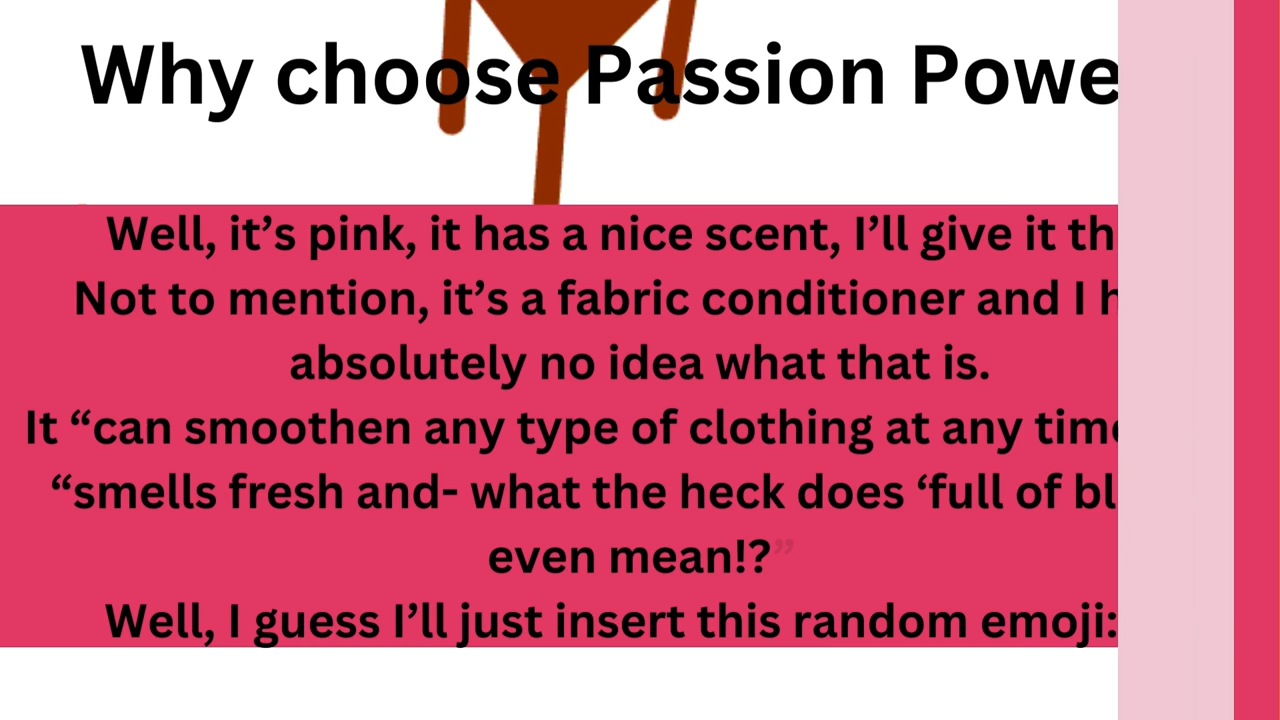 Why choose Passion Powe
Well, it’s pink, it has a nice scent, I’ll give it th
Not to mention, it’s a fabric conditioner and I h
absolutely no idea what that is.
It “can smoothen any type of clothing at any time
“smells fresh and- what the heck does ‘full of bl
even mean!?”
Well, I guess I’ll just insert this random emoji: